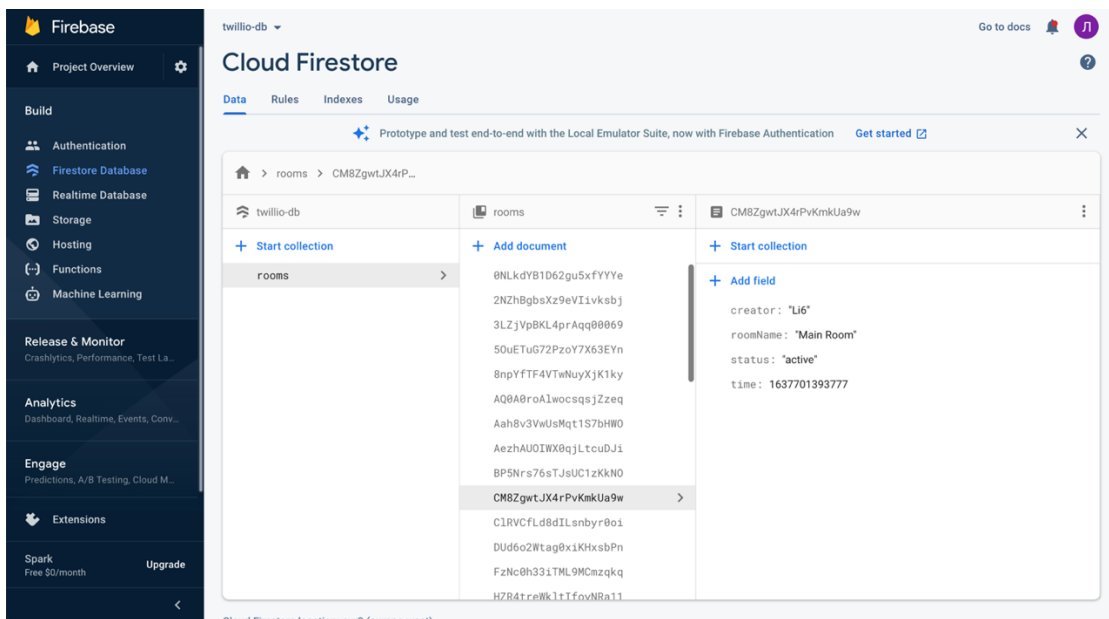 Firebase
Project Overview
Build
Authentication
Firestore Database
Realtime Database
Storage
Hosting
Functions
Machine Learning
Release & Monitor
Crashlytics, Performance, Test La...
Analytics
Dashboard, Realtime, Events, Conv...
Engage
Predictions, A/B Testing, Cloud M...
Extensions
Spark
Free $0/month
Upgrade
twillio-db
Go to docs
Л
Cloud Firestore
Data Rules Indexes Usage
Prototype and test end-to-end with the Local Emulator Suite, now with Firebase Authentication Get started
rooms > CM8ZgwtJX4rP...
twillio-db
+ Start collection
rooms
rooms
+ Add document
0NLkdYB1D62gu5xfYYYe
2NZhBgbsXz9eVIivksbj
3LZjVpBKL4prAqq00069
5OuETuG72PzoY7X63EYn
8npYfTF4VTwNuyXjK1ky
AQ0A0roAlwocsqsjZzeq
Aah8v3VwUsMqt1S7bHWO
AezhAUOIWX0qjLtcuDJi
BP5Nrs76sTJsUC1zKkNO
CM8ZgwtJX4rPvKmkUa9w
ClRVCfLd8dILsnbyr0oi
DUd6o2Wtag0xiKHxsbPn
FzNc0h33iTML9MCmzqkq
CM8ZgwtJX4rPvKmkUa9w
+ Start collection
+ Add field
creator: "Li6"
roomName: "Main Room"
status: "active"
time: 1637701393777